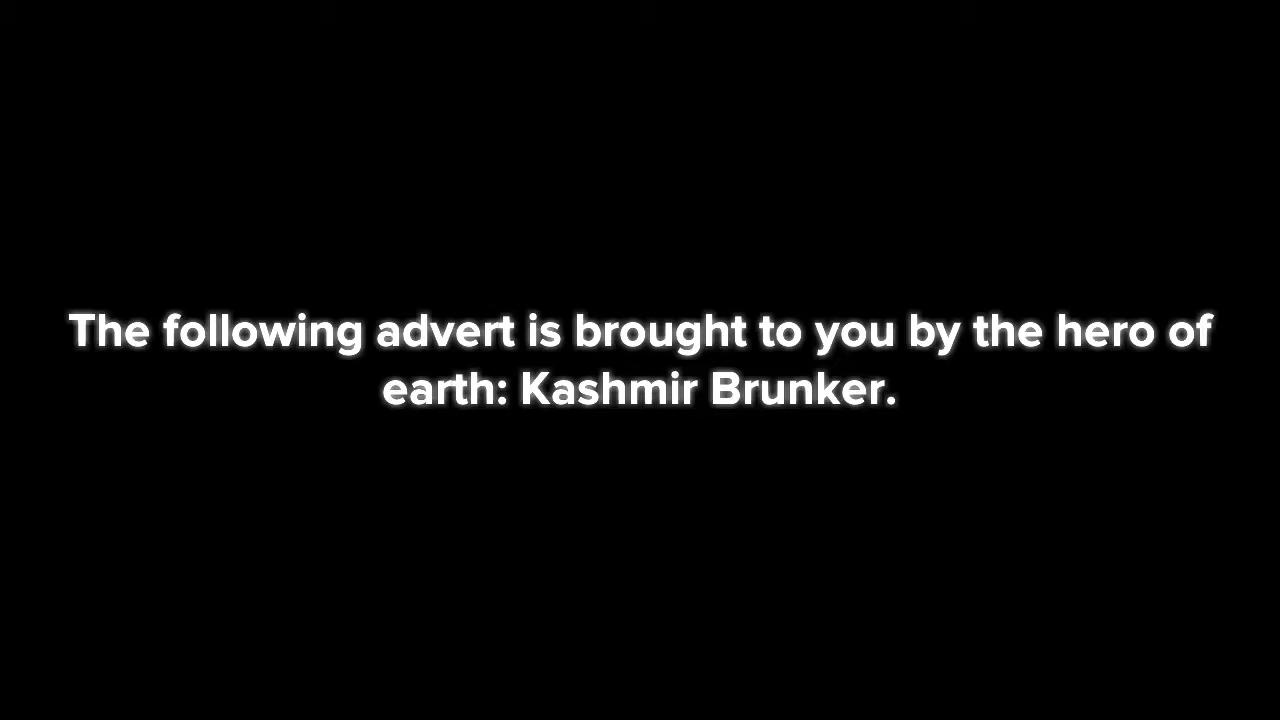 The following advert is brought to you by the hero of
earth: Kashmir Brunker.